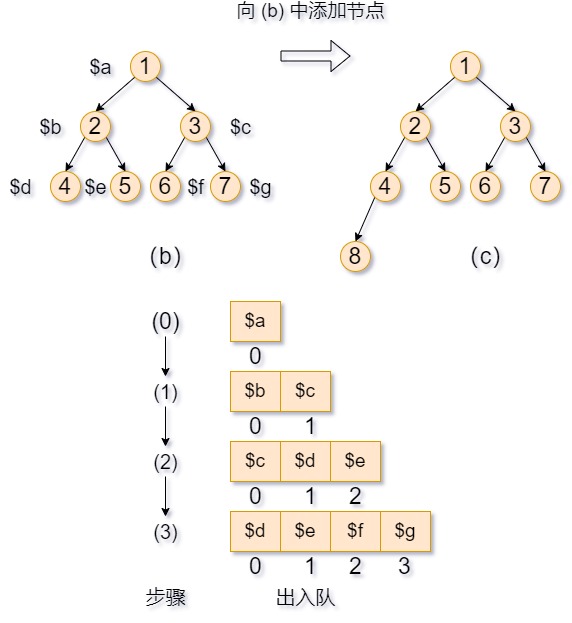 向 (b) 中添加节点
$a 1 1
$b 2 3 $c 2 3
$d 4 $e 5 6 $f 7 $g 4 5 6 7
(b) 8 (c)
(0) $a
0
(1) $b $c
0 1
(2) $c $d $e
0 1 2
(3) $d $e $f $g
0 1 2 3
步骤 出入队